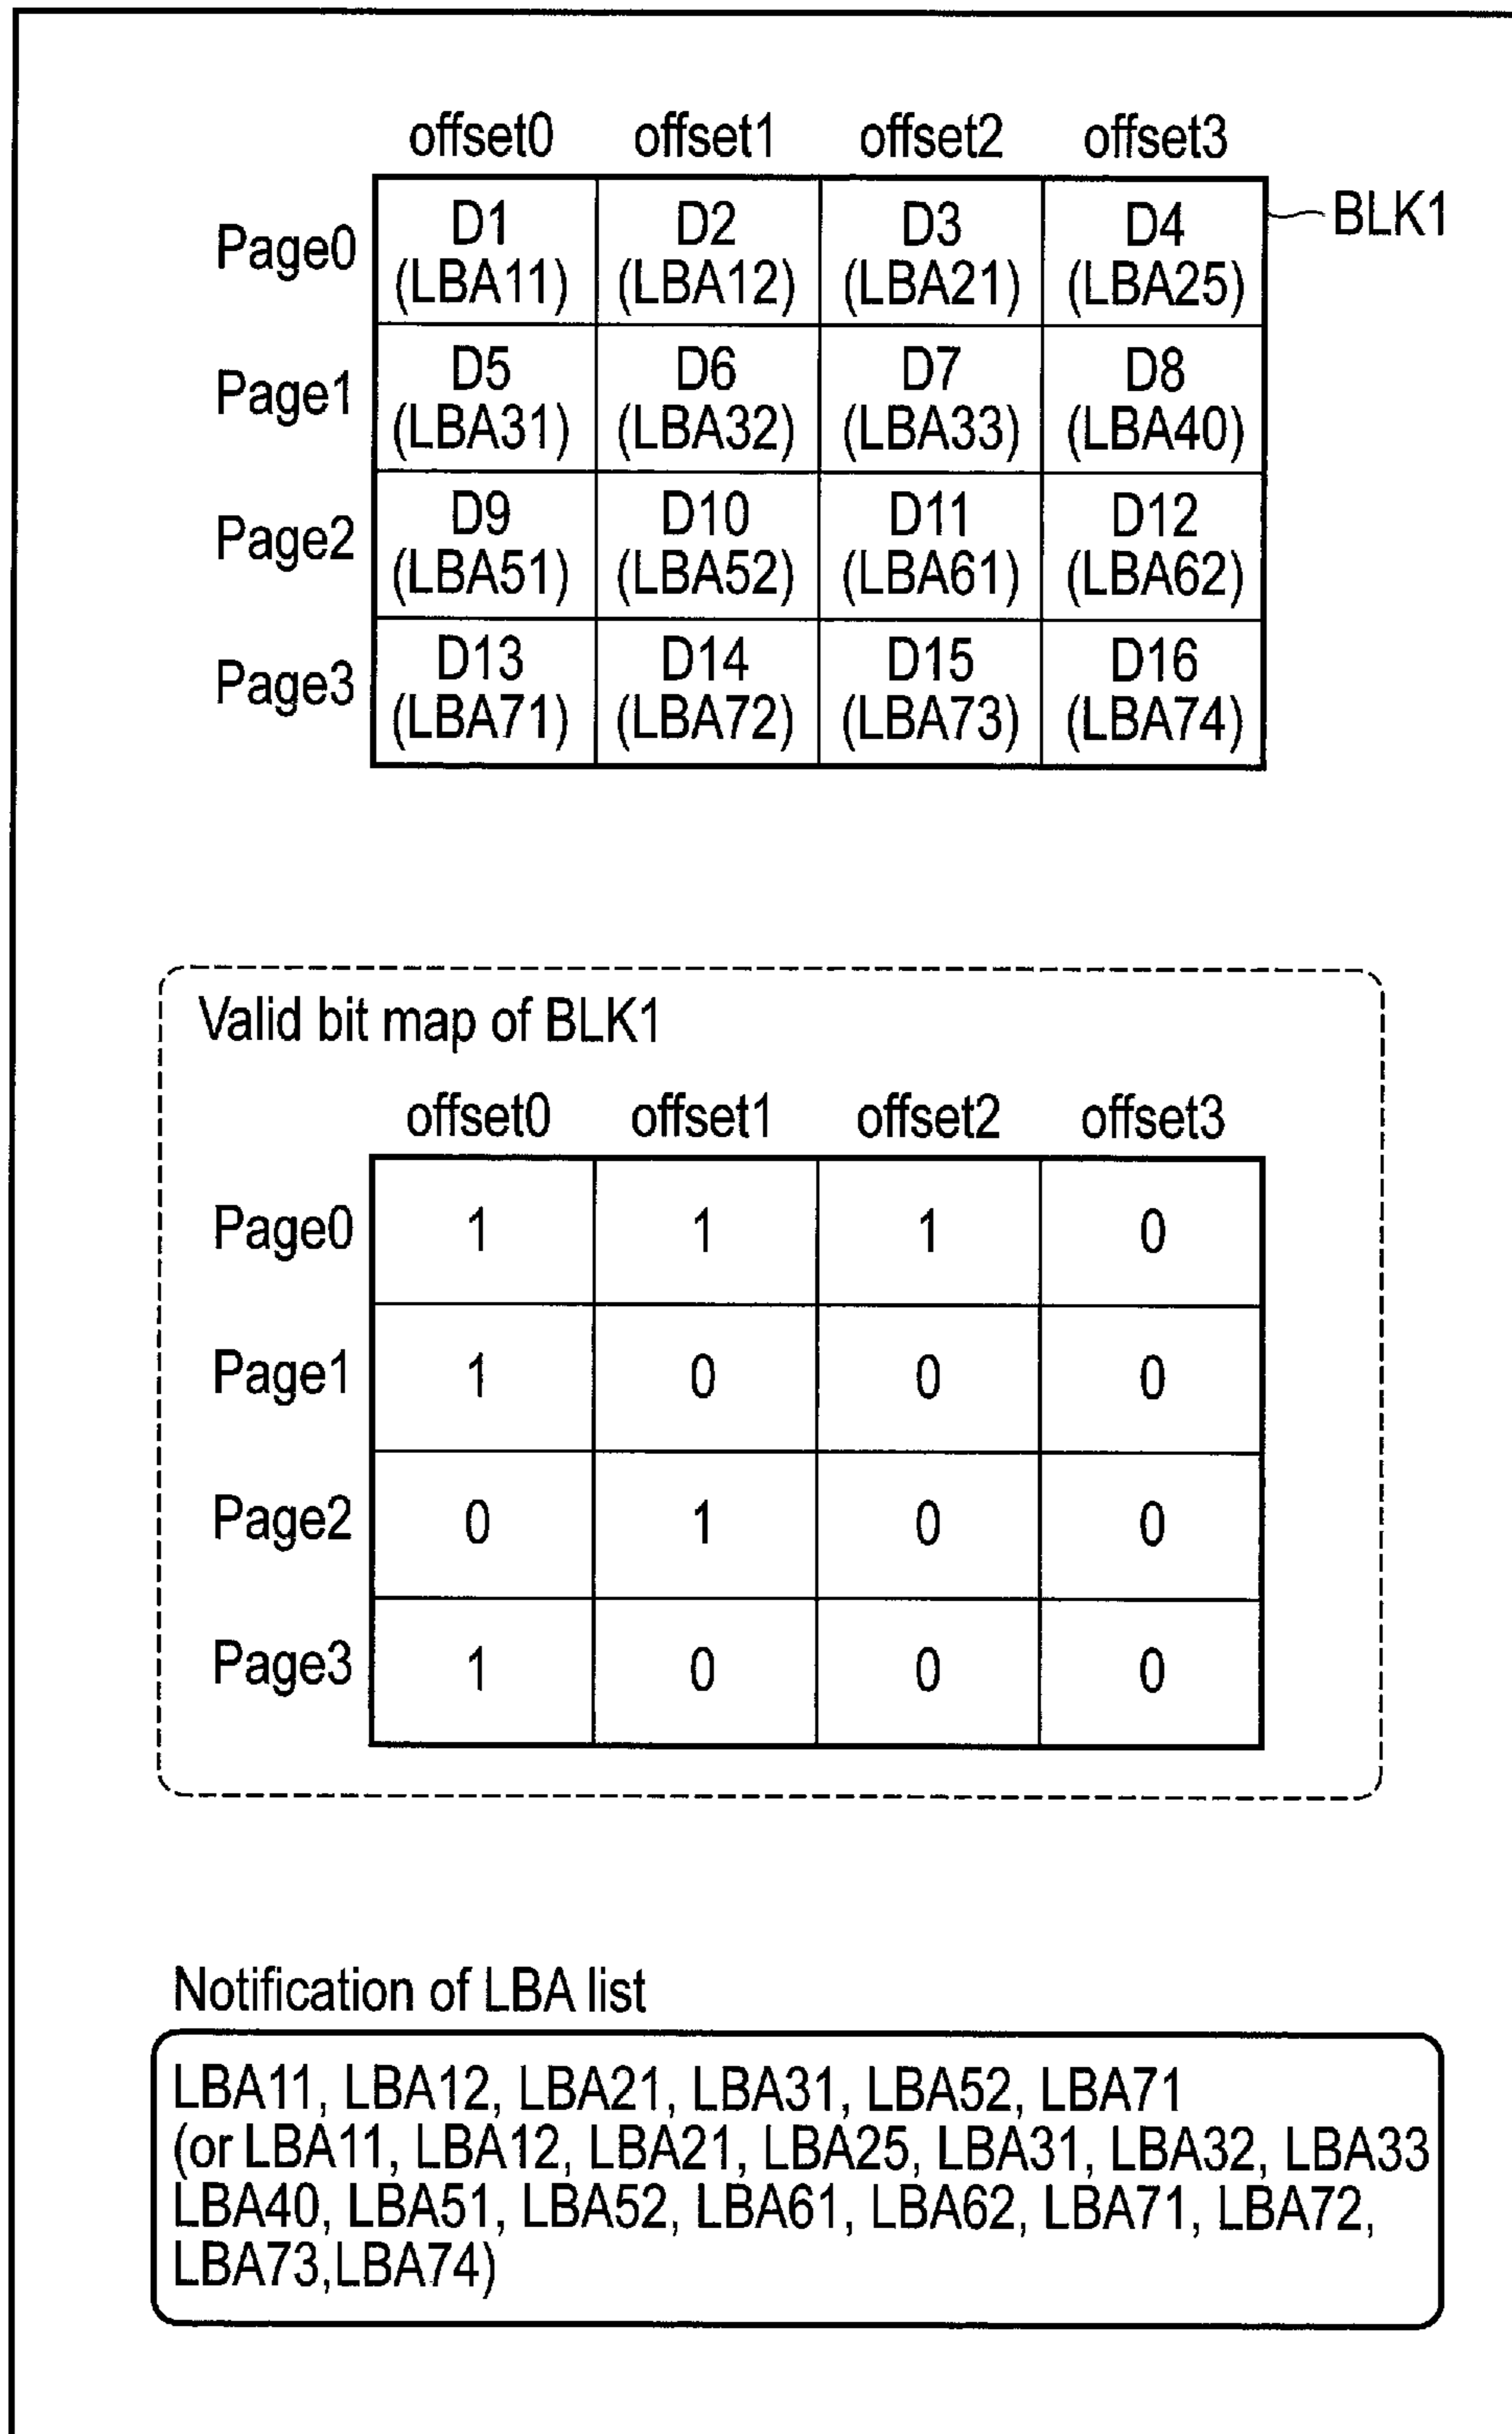 offset0 offset1 offset2 offset3
BLK1
Page0 D1 D2 D3 D4
(LBA11) (LBA12) (LBA21) (LBA25)
Page1 D5 D6 D7 D8
(LBA31) (LBA32) (LBA33) (LBA40)
Page2 D9 D10 D11 D12
(LBA51) (LBA52) (LBA61) (LBA62)
Page3 D13 D14 D15 D16
(LBA71) (LBA72) (LBA73) (LBA74)
Valid bit map of BLK1
offset0 offset1 offset2 offset3
Page0 1 1 1 0
Page1 1 0 0 0
Page2 0 1 0 0
Page3 1 0 0 0
Notification of LBA list
LBA11, LBA12, LBA21, LBA31, LBA52, LBA71
(or LBA11, LBA12, LBA21, LBA25, LBA31, LBA32, LBA33
LBA40, LBA51, LBA52, LBA61, LBA62, LBA71, LBA72,
LBA73,LBA74)